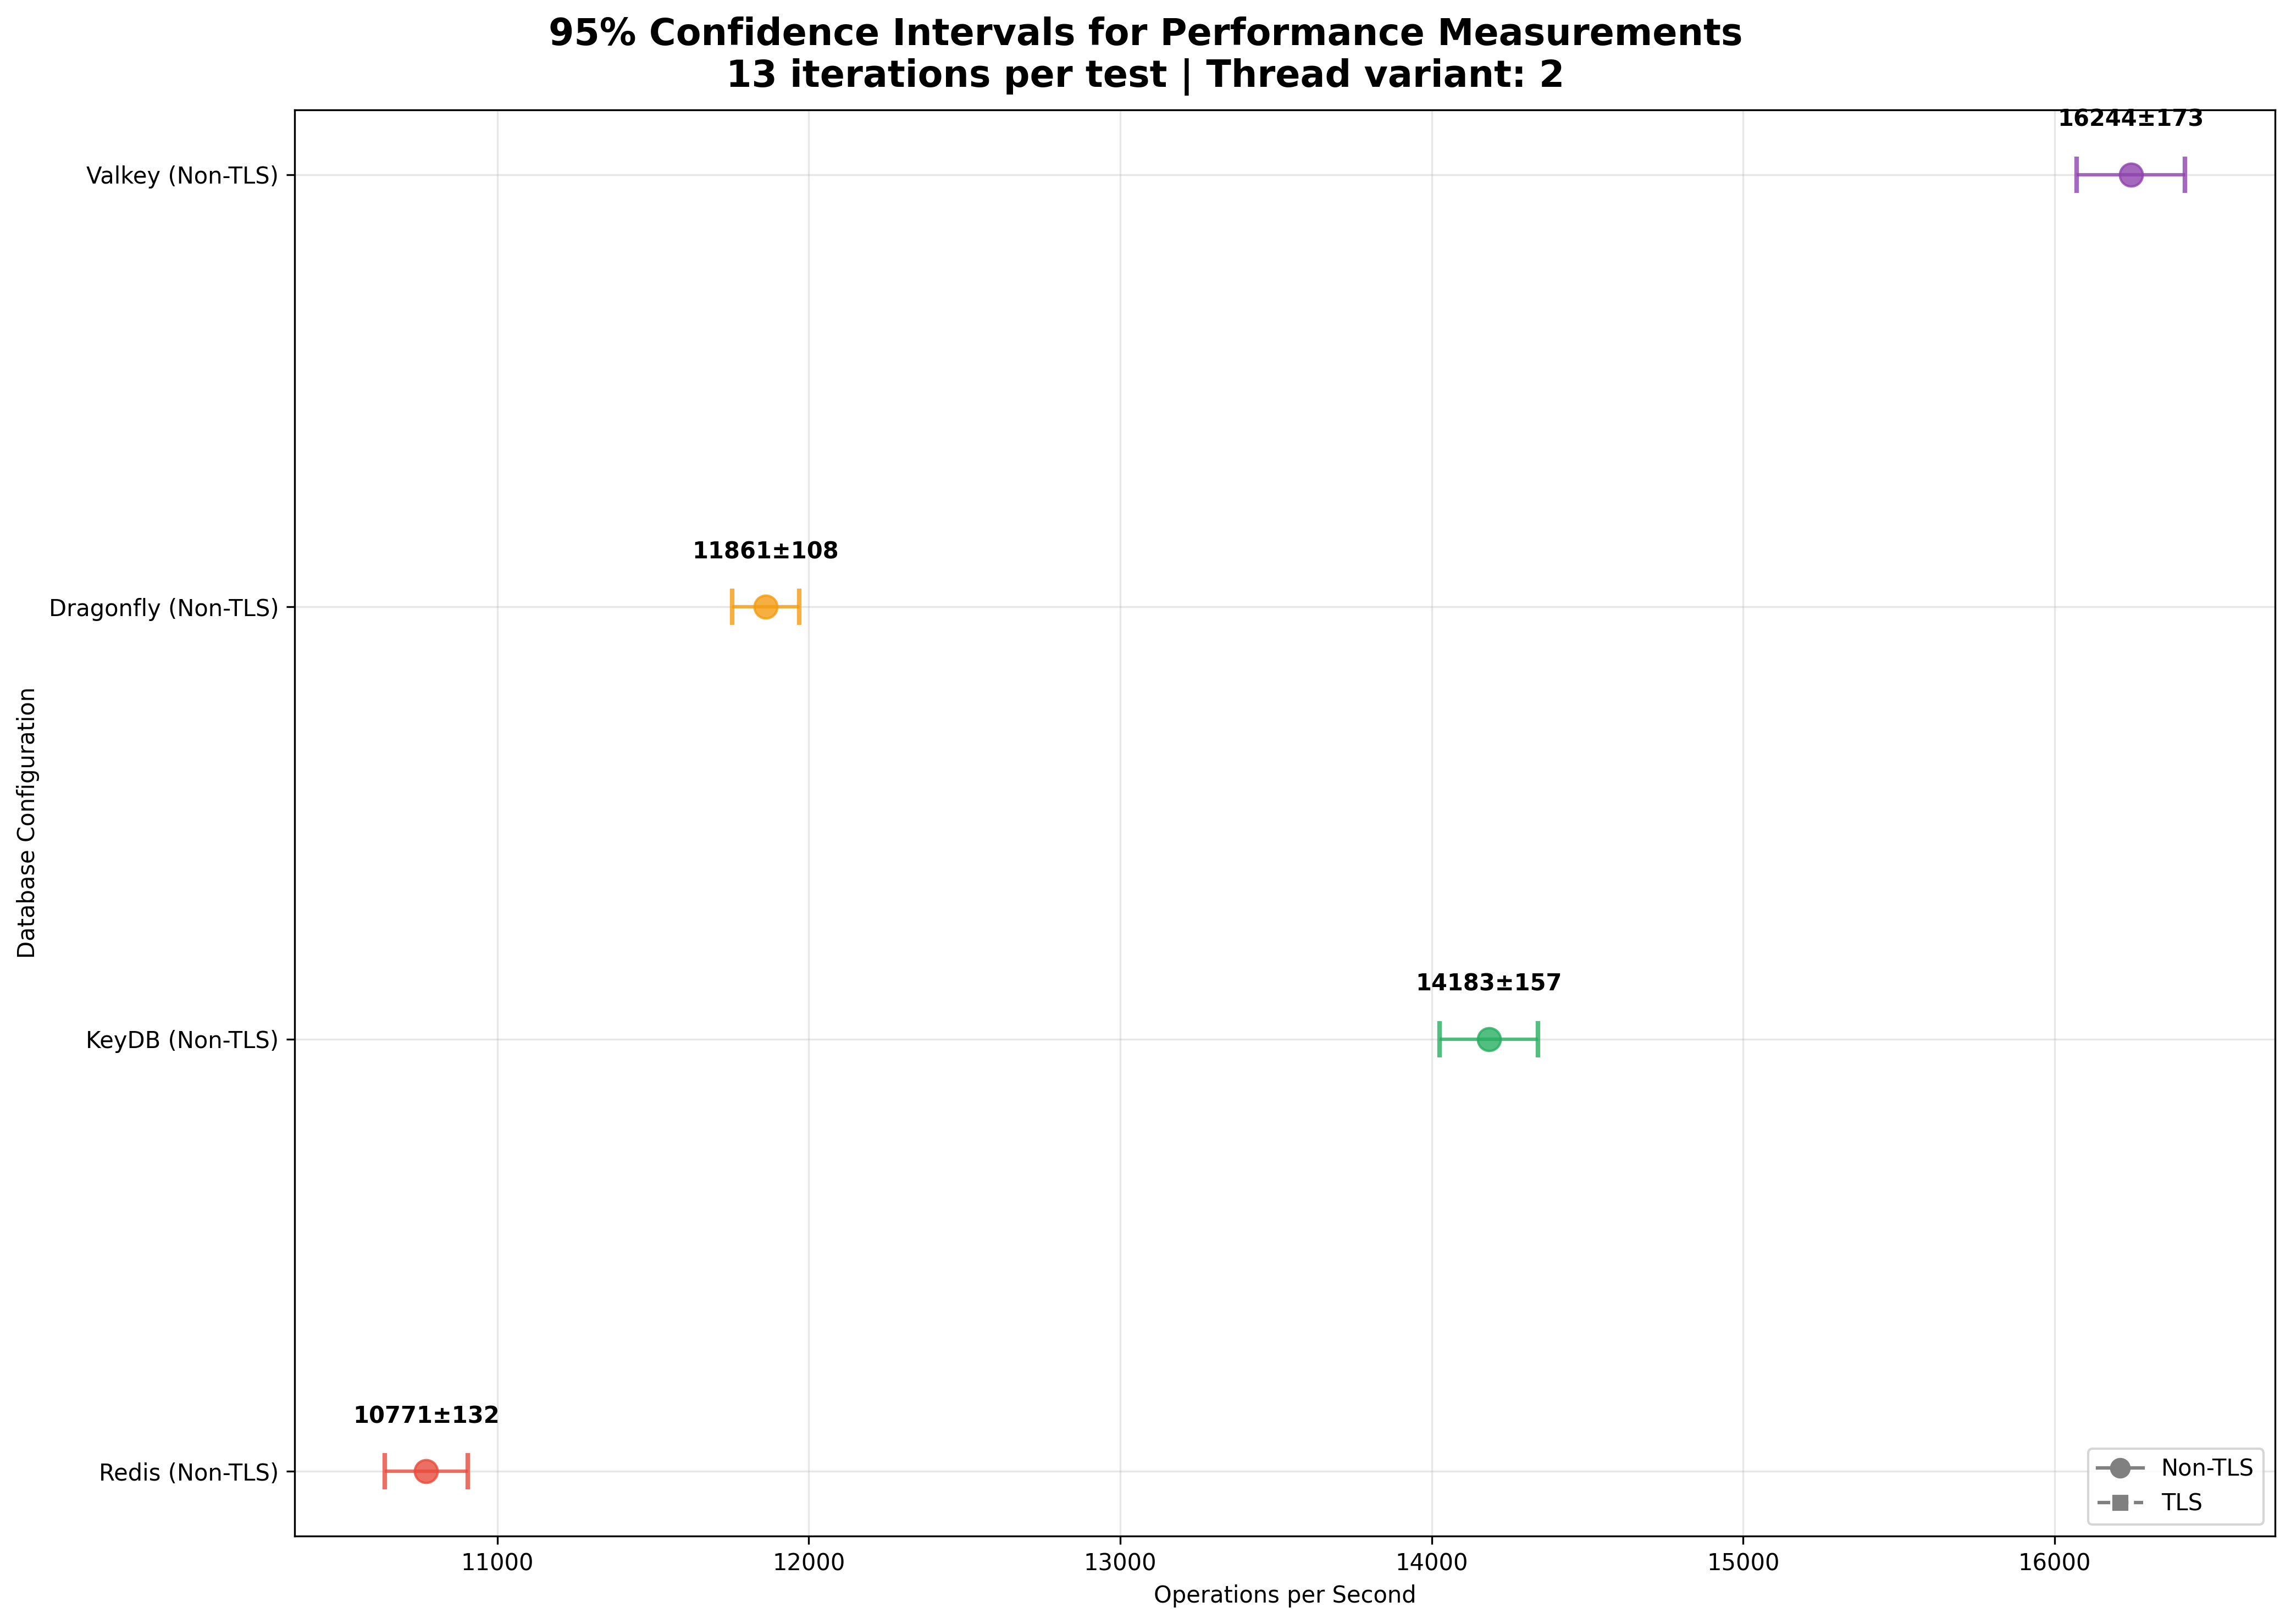 95% Confidence Intervals for Performance Measurements
13 iterations per test | Thread variant: 2
16244±173
Valkey (Non-TLS)
11861±108
Dragonfly (Non-TLS)
Database Configuration
14183±157
KeyDB (Non-TLS)
10771±132
Redis (Non-TLS)
Non-TLS
TLS
11000 12000 13000 14000 15000 16000
Operations per Second